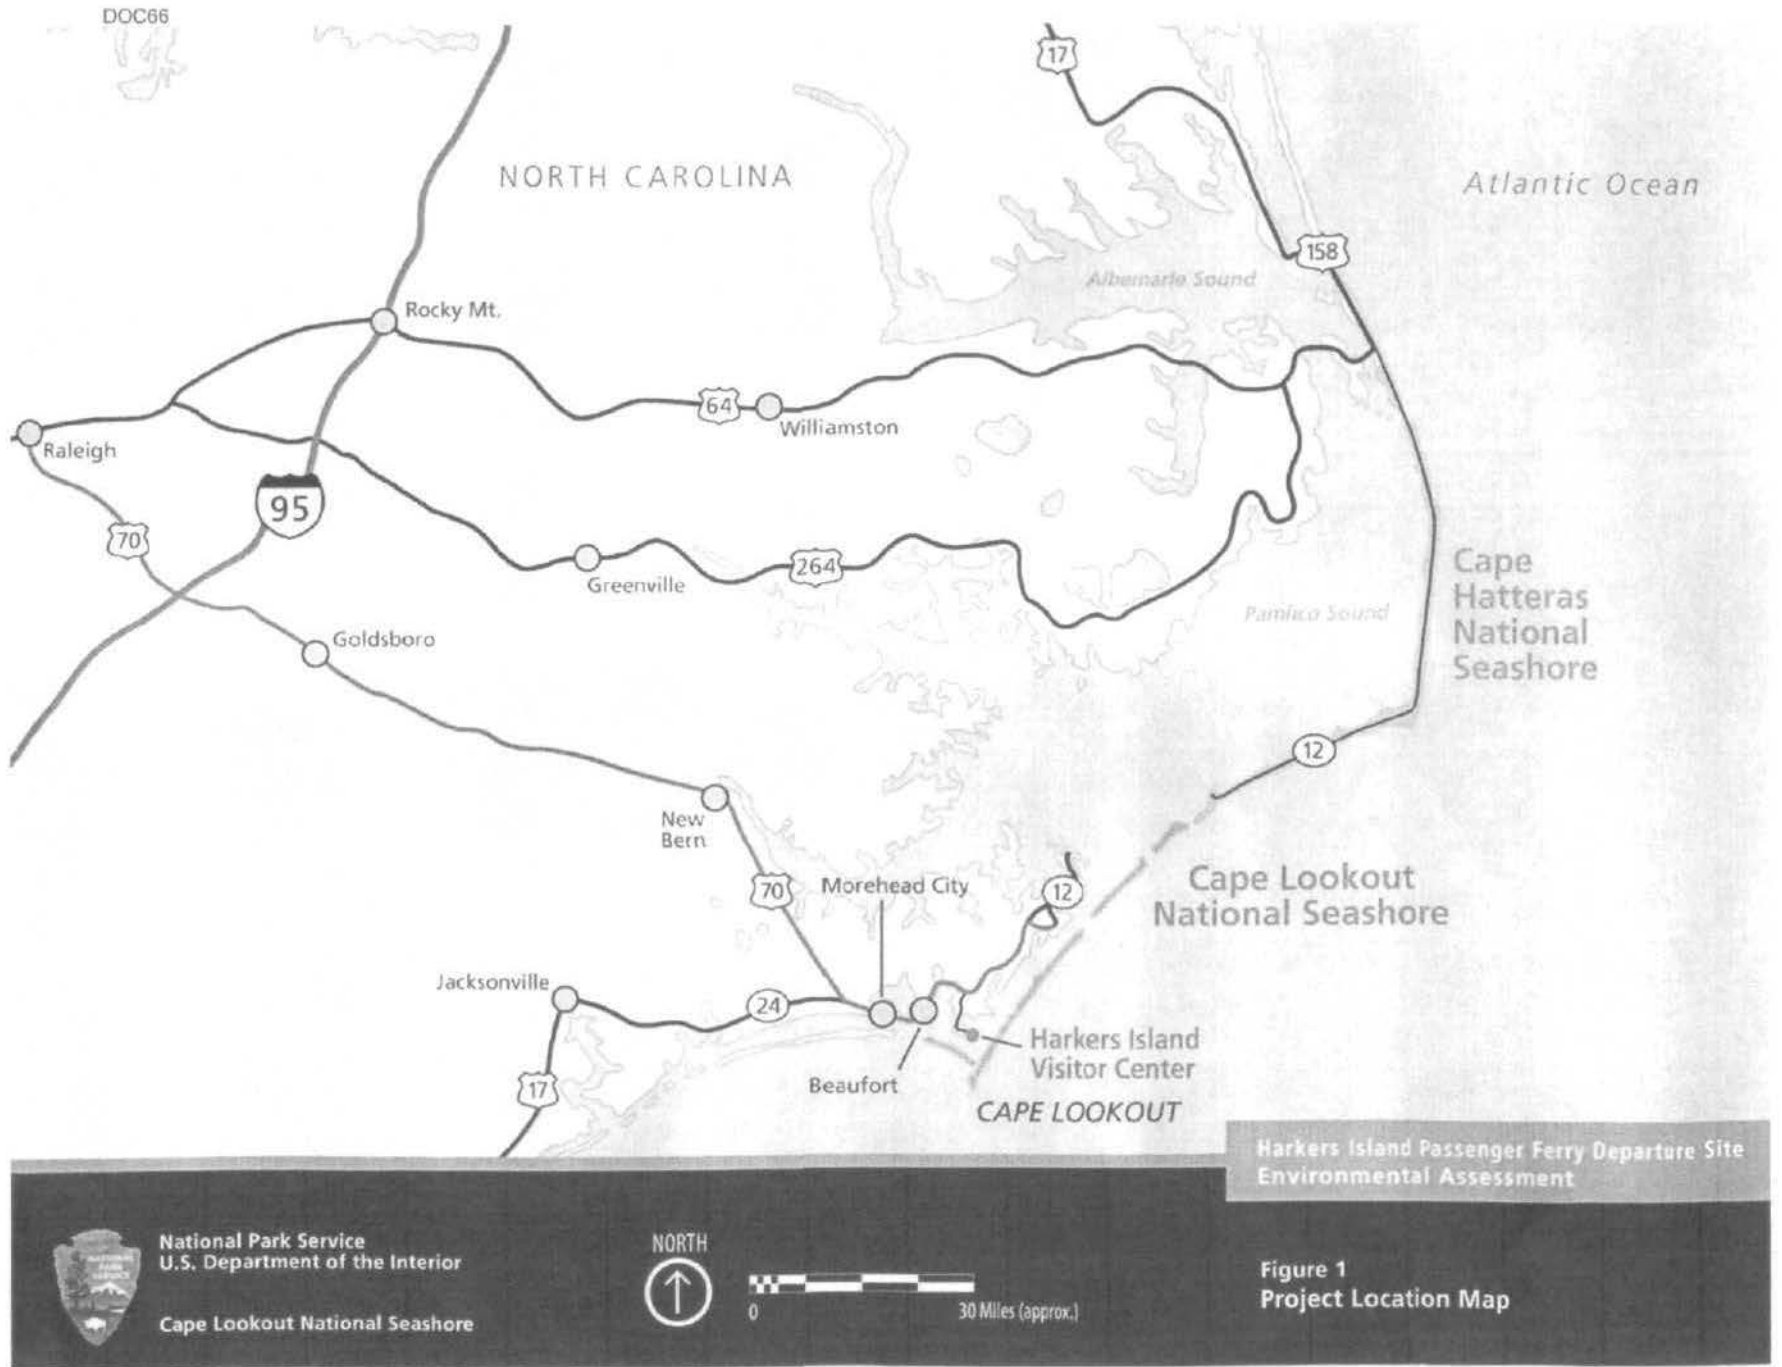 DOC66
17
NORTH CAROLINA
Atlantic Ocean
158
Albemarle Sound
Rocky Mt.
64
Williamston
Raleigh
95
70
264
Greenville
Cape
Hatteras
National
Seashore
Pamlico Sound
Goldsboro
12
New
Bern
70
Morehead City
12
Cape Lookout
National Seashore
Jacksonville
24
Harkers Island
Visitor Center
17
Beaufort
CAPE LOOKOUT
Harkers Island Passenger Ferry Departure Site
Environmental Assessment
National Park Service
U.S. Department of the Interior
Cape Lookout National Seashore
NATIONAL
PARK
SERVICE
NORTH
0
30 Miles (approx.)
Figure 1
Project Location Map